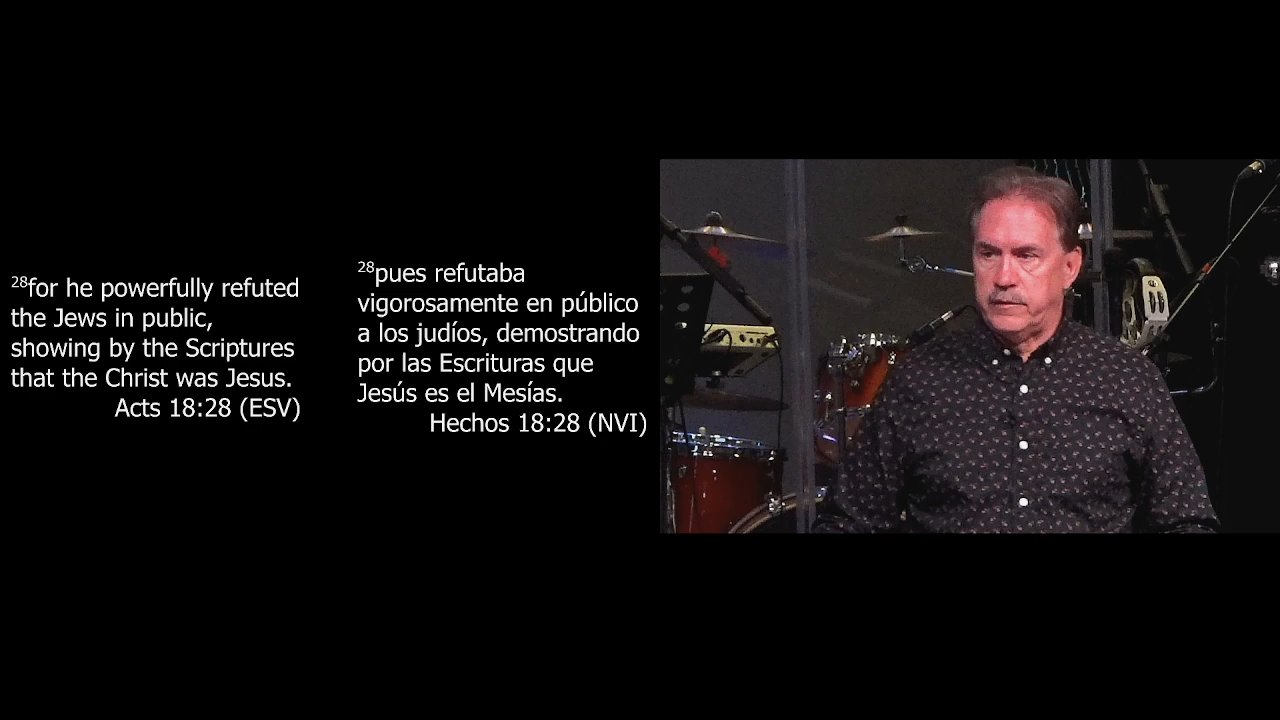 28for he powerfully refuted
the Jews in public,
showing by the Scriptures
that the Christ was Jesus.
Acts 18:28 (ESV)
28pues refutaba
vigorosamente en público
a los judíos, demostrando
por las Escrituras que
Jesús es el Mesías.
Hechos 18:28 (NVI)